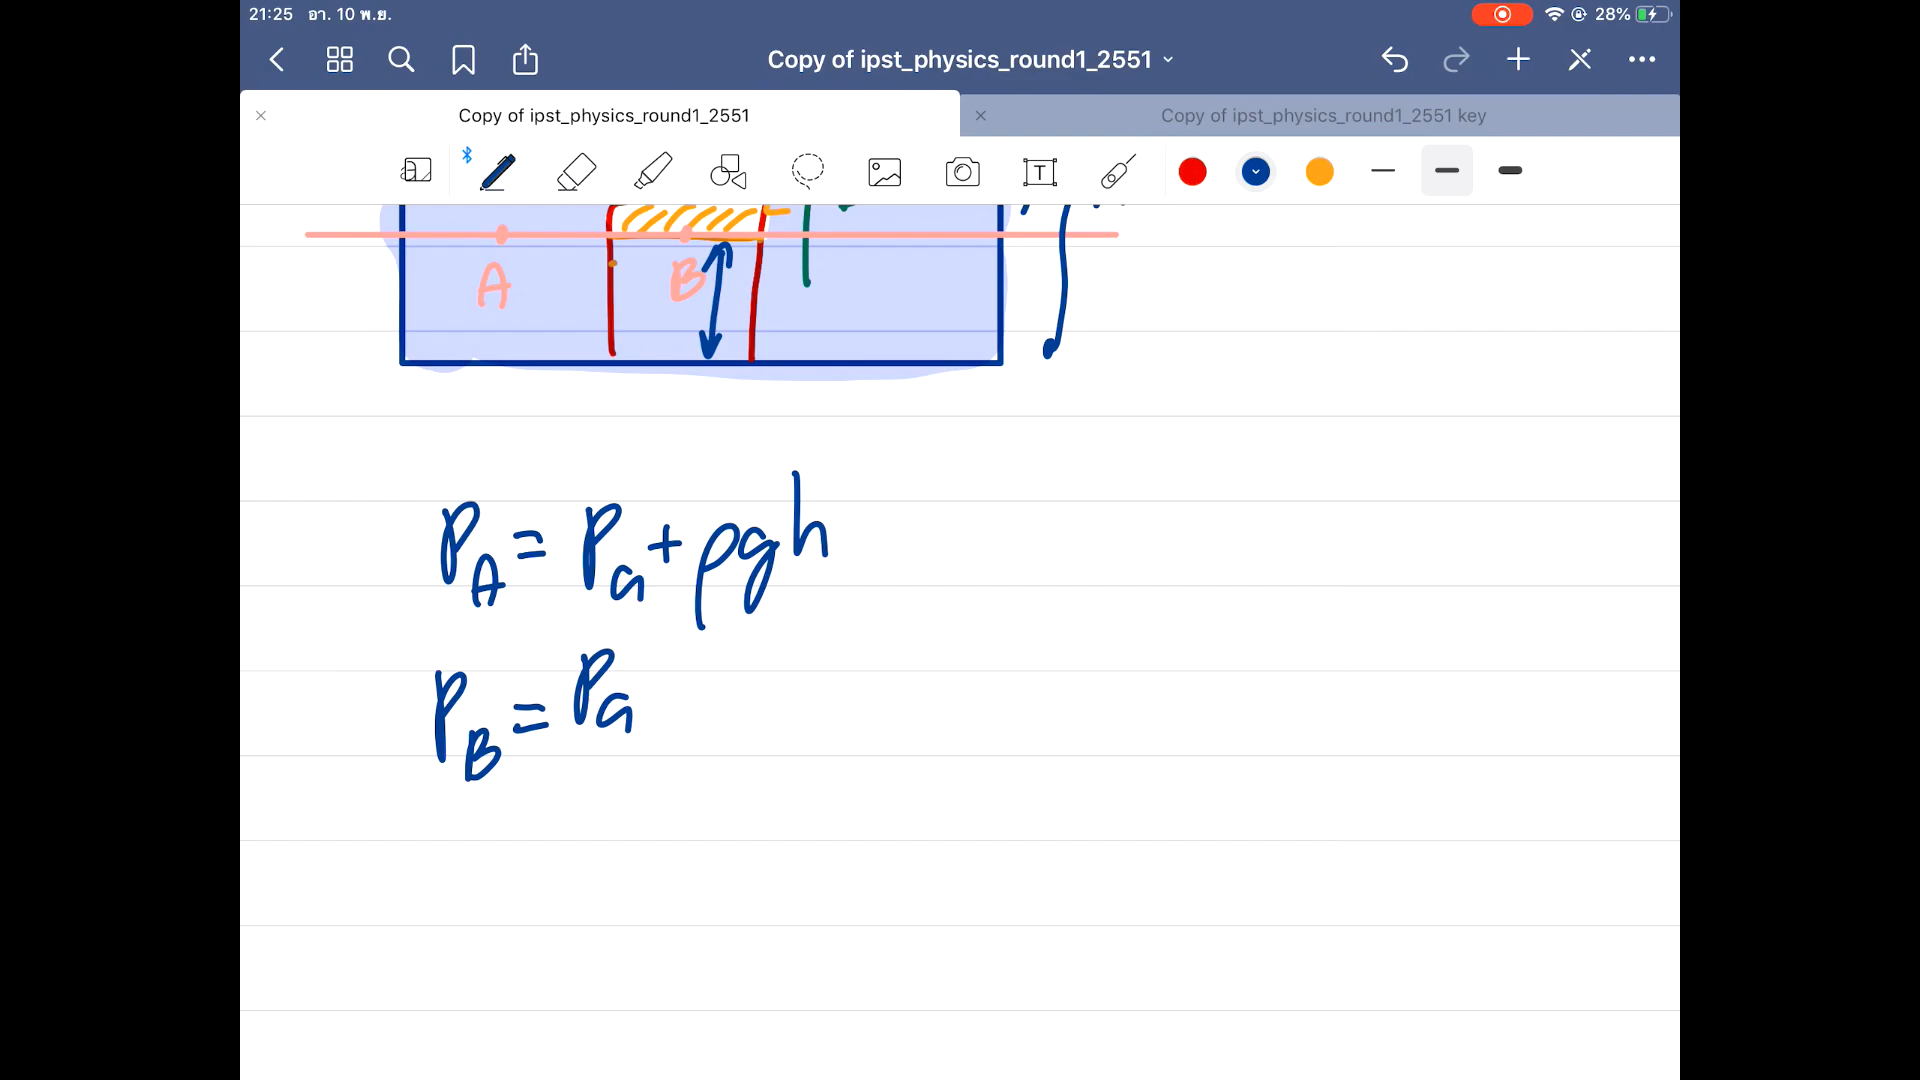 21:25 อา. 10 พ.ย. 28%
Copy of ipst_physics_round1_2551
Copy of ipst_physics_round1_2551
Copy of ipst_physics_round1_2551 key
T
A
B
P_A = P_a + ρgh
P_B = P_a